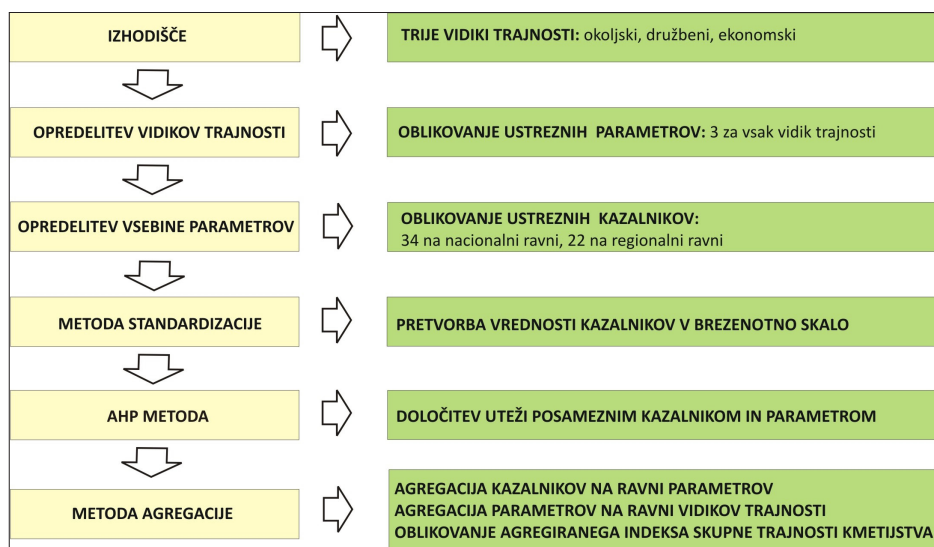 IZHODIŠČE
TRIJE VIDIKI TRAJNOSTI: okoljski, družbeni, ekonomski
OPREDELITEV VIDIKOV TRAJNOSTI
OBLIKOVANJE USTREZNIH PARAMETROV: 3 za vsak vidik trajnosti
OPREDELITEV VSEBINE PARAMETROV
OBLIKOVANJE USTREZNIH KAZALNIKOV:
34 na nacionalni ravni, 22 na regionalni ravni
METODA STANDARDIZACIJE
PRETVORBA VREDNOSTI KAZALNIKOV V BREZENOTNO SKALO
AHP METODA
DOLOČITEV UTEŽI POSAMEZNIM KAZALNIKOM IN PARAMETROM
METODA AGREGACIJE
AGREGACIJA KAZALNIKOV NA RAVNI PARAMETROV
AGREGACIJA PARAMETROV NA RAVNI VIDIKOV TRAJNOSTI
OBLIKOVANJE AGREGIRANEGA INDEKSA SKUPNE TRAJNOSTI KMETIJSTVA